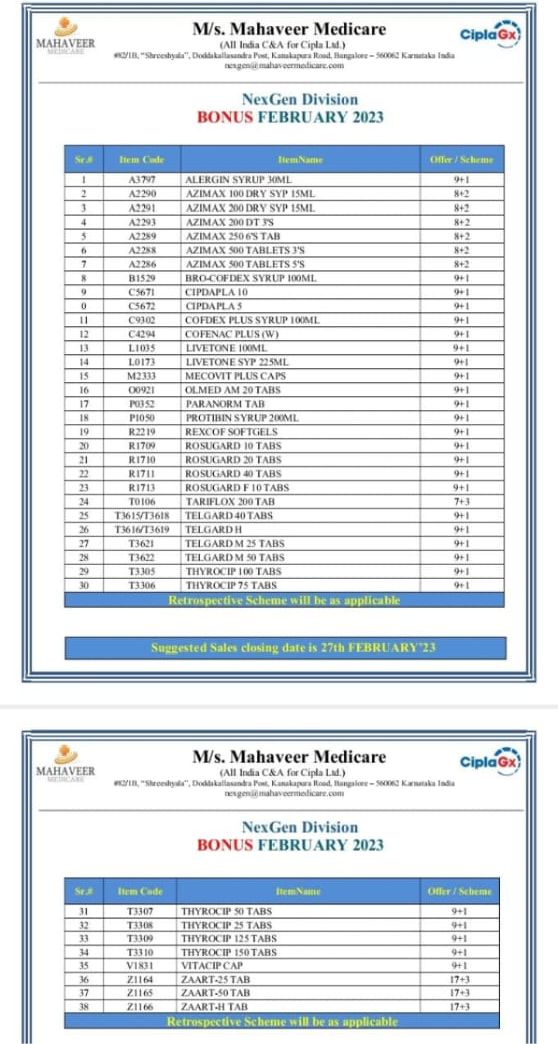 MAHAVEER
MEDICARE
M/s. Mahaveer Medicare
(All India C&A for Cipla Ltd.)
#82/1B, "Shreeshyala", Doddakallasandra Post, Kanakapura Road, Bangalore – 560062 Karnataka India
nexgen@mahaveermedicare.com
CiplaGx
NexGen Division
BONUS FEBRUARY 2023
Sr.# Item Code ItemName Offer / Scheme
1 A3797 ALERGIN SYRUP 30ML 9+1
2 A2290 AZIMAX 100 DRY SYP 15ML 8+2
3 A2291 AZIMAX 200 DRY SYP 15ML 8+2
4 A2293 AZIMAX 200 DT 3'S 8+2
5 A2289 AZIMAX 250 6'S TAB 8+2
6 A2288 AZIMAX 500 TABLETS 3'S 8+2
7 A2286 AZIMAX 500 TABLETS 5'S 8+2
8 B1529 BRO-COFDEX SYRUP 100ML 9+1
9 C5671 CIPDAPLA 10 9+1
0 C5672 CIPDAPLA 5 9+1
11 C9302 COFDEX PLUS SYRUP 100ML 9+1
12 C4294 COFENAC PLUS (W) 9+1
13 L1035 LIVETONE 100ML 9+1
14 L0173 LIVETONE SYP 225ML 9+1
15 M2333 MECOVIT PLUS CAPS 9+1
16 O0921 OLMED AM 20 TABS 9+1
17 P0352 PARANORM TAB 9+1
18 P1050 PROTIBIN SYRUP 200ML 9+1
19 R2219 REXCOF SOFTGELS 9+1
20 R1709 ROSUGARD 10 TABS 9+1
21 R1710 ROSUGARD 20 TABS 9+1
22 R1711 ROSUGARD 40 TABS 9+1
23 R1713 ROSUGARD F 10 TABS 9+1
24 T0106 TARIFLOX 200 TAB 7+3
25 T3615/T3618 TELGARD 40 TABS 9+1
26 T3616/T3619 TELGARD H 9+1
27 T3621 TELGARD M 25 TABS 9+1
28 T3622 TELGARD M 50 TABS 9+1
29 T3305 THYROCIP 100 TABS 9+1
30 T3306 THYROCIP 75 TABS 9+1
Retrospective Scheme will be as applicable
Suggested Sales closing date is 27th FEBRUARY'23
MAHAVEER
MEDICARE
M/s. Mahaveer Medicare
(All India C&A for Cipla Ltd.)
#82/1B, "Shreeshyala", Doddakallasandra Post, Kanakapura Road, Bangalore – 560062 Karnataka India
nexgen@mahaveermedicare.com
CiplaGx
NexGen Division
BONUS FEBRUARY 2023
Sr.# Item Code ItemName Offer / Scheme
31 T3307 THYROCIP 50 TABS 9+1
32 T3308 THYROCIP 25 TABS 9+1
33 T3309 THYROCIP 125 TABS 9+1
34 T3310 THYROCIP 150 TABS 9+1
35 V1831 VITACIP CAP 9+1
36 Z1164 ZAART-25 TAB 17+3
37 Z1165 ZAART-50 TAB 17+3
38 Z1166 ZAART-H TAB 17+3
Retrospective Scheme will be as applicable